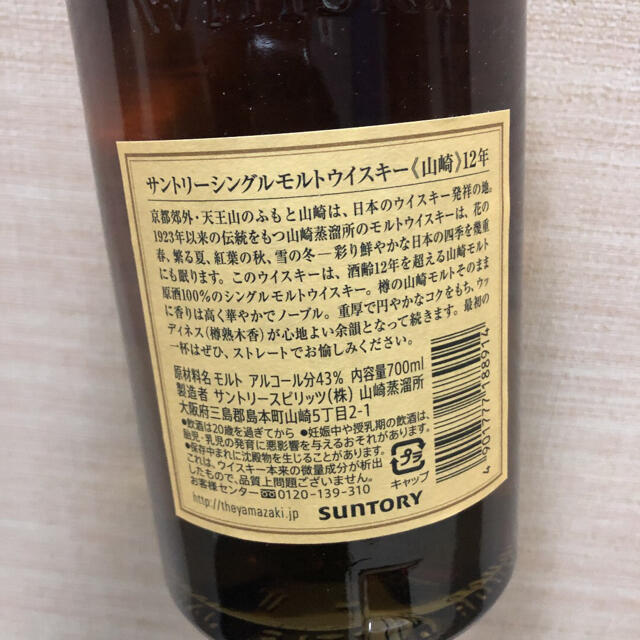 サントリーシングルモルトウイスキー《山崎》12年
京都郊外・天王山のふもと山崎は、日本のウイスキー発祥の地。
1923年以来の伝統をもつ山崎蒸溜所のモルトウイスキーは、花の
春、繁る夏、紅葉の秋、雪の冬―彩り鮮やかな日本の四季を幾重
にも眠ります。このウイスキーは、酒齢12年を超える山崎モルト
原酒100%のシングルモルトウイスキー。樽の山崎モルトそのまま
に香りは高く華やかでノーブル。重厚で円やかなコクをもち、ウッ
ディネス(樽熟木香)が心地よい余韻となって続きます。最初の
一杯はぜひ、ストレートでお愉しみください。
原材料名 モルト アルコール分43% 内容量700ml
製造者 サントリースピリッツ(株) 山崎蒸溜所
大阪府三島郡島本町山崎5丁目2-1
●飲酒は20歳を過ぎてから ●妊娠中や授乳期の飲酒は、
胎児・乳児の発育に悪影響を与えるおそれがあります。
●保存中まれに沈殿物を生じることがあります。
これは、ウイスキー本来の微量成分が析出
したもので、品質上問題ございません。
お客様センター 0120-139-310
http://theyamazaki.jp
SUNTORY
プラ
キャップ
4 901777 188914